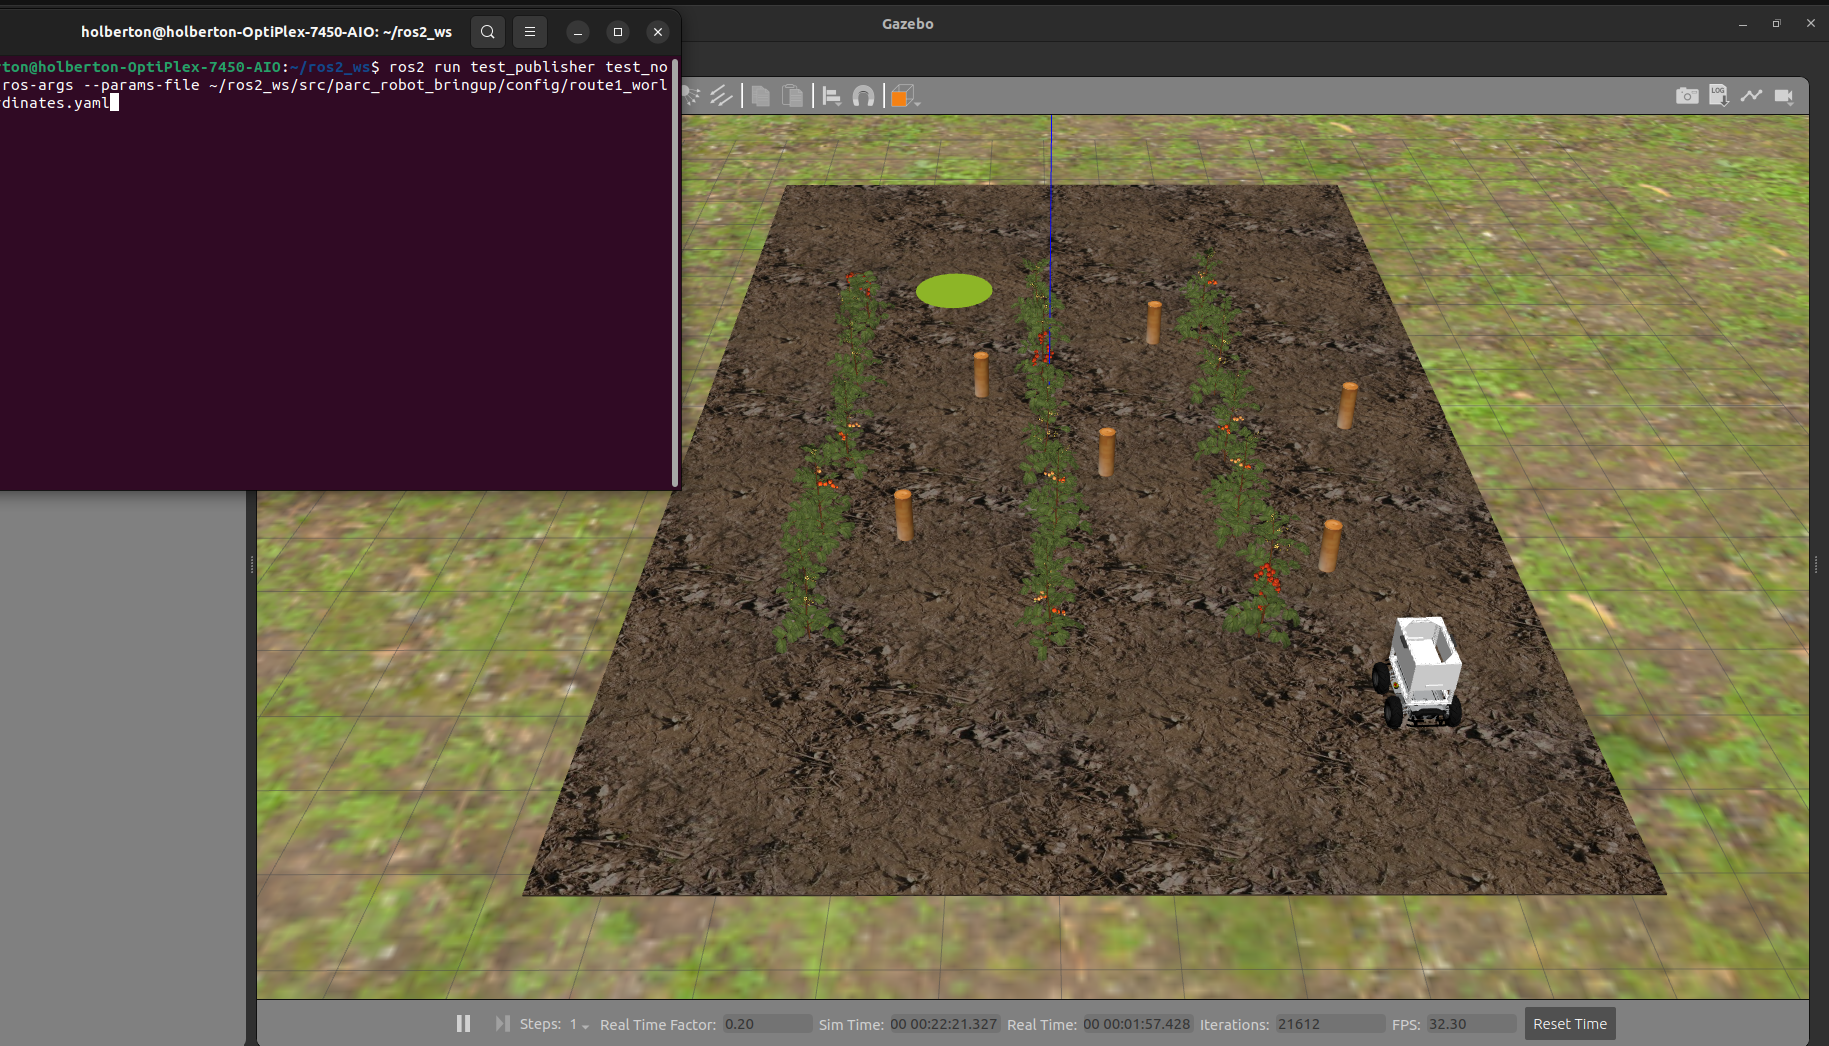 Gazebo
holberton@holberton-OptiPlex-7450-AIO: ~/ros2_ws
ton@holberton-OptiPlex-7450-AIO:~/ros2_ws$ ros2 run test_publisher test_no
ros-args --params-file ~/ros2_ws/src/parc_robot_bringup/config/route1_worl
dinates.yaml
LOG
Steps: 1 Real Time Factor: 0.20 Sim Time: 00 00:22:21.327 Real Time: 00 00:01:57.428 Iterations: 21612 FPS: 32.30 Reset Time